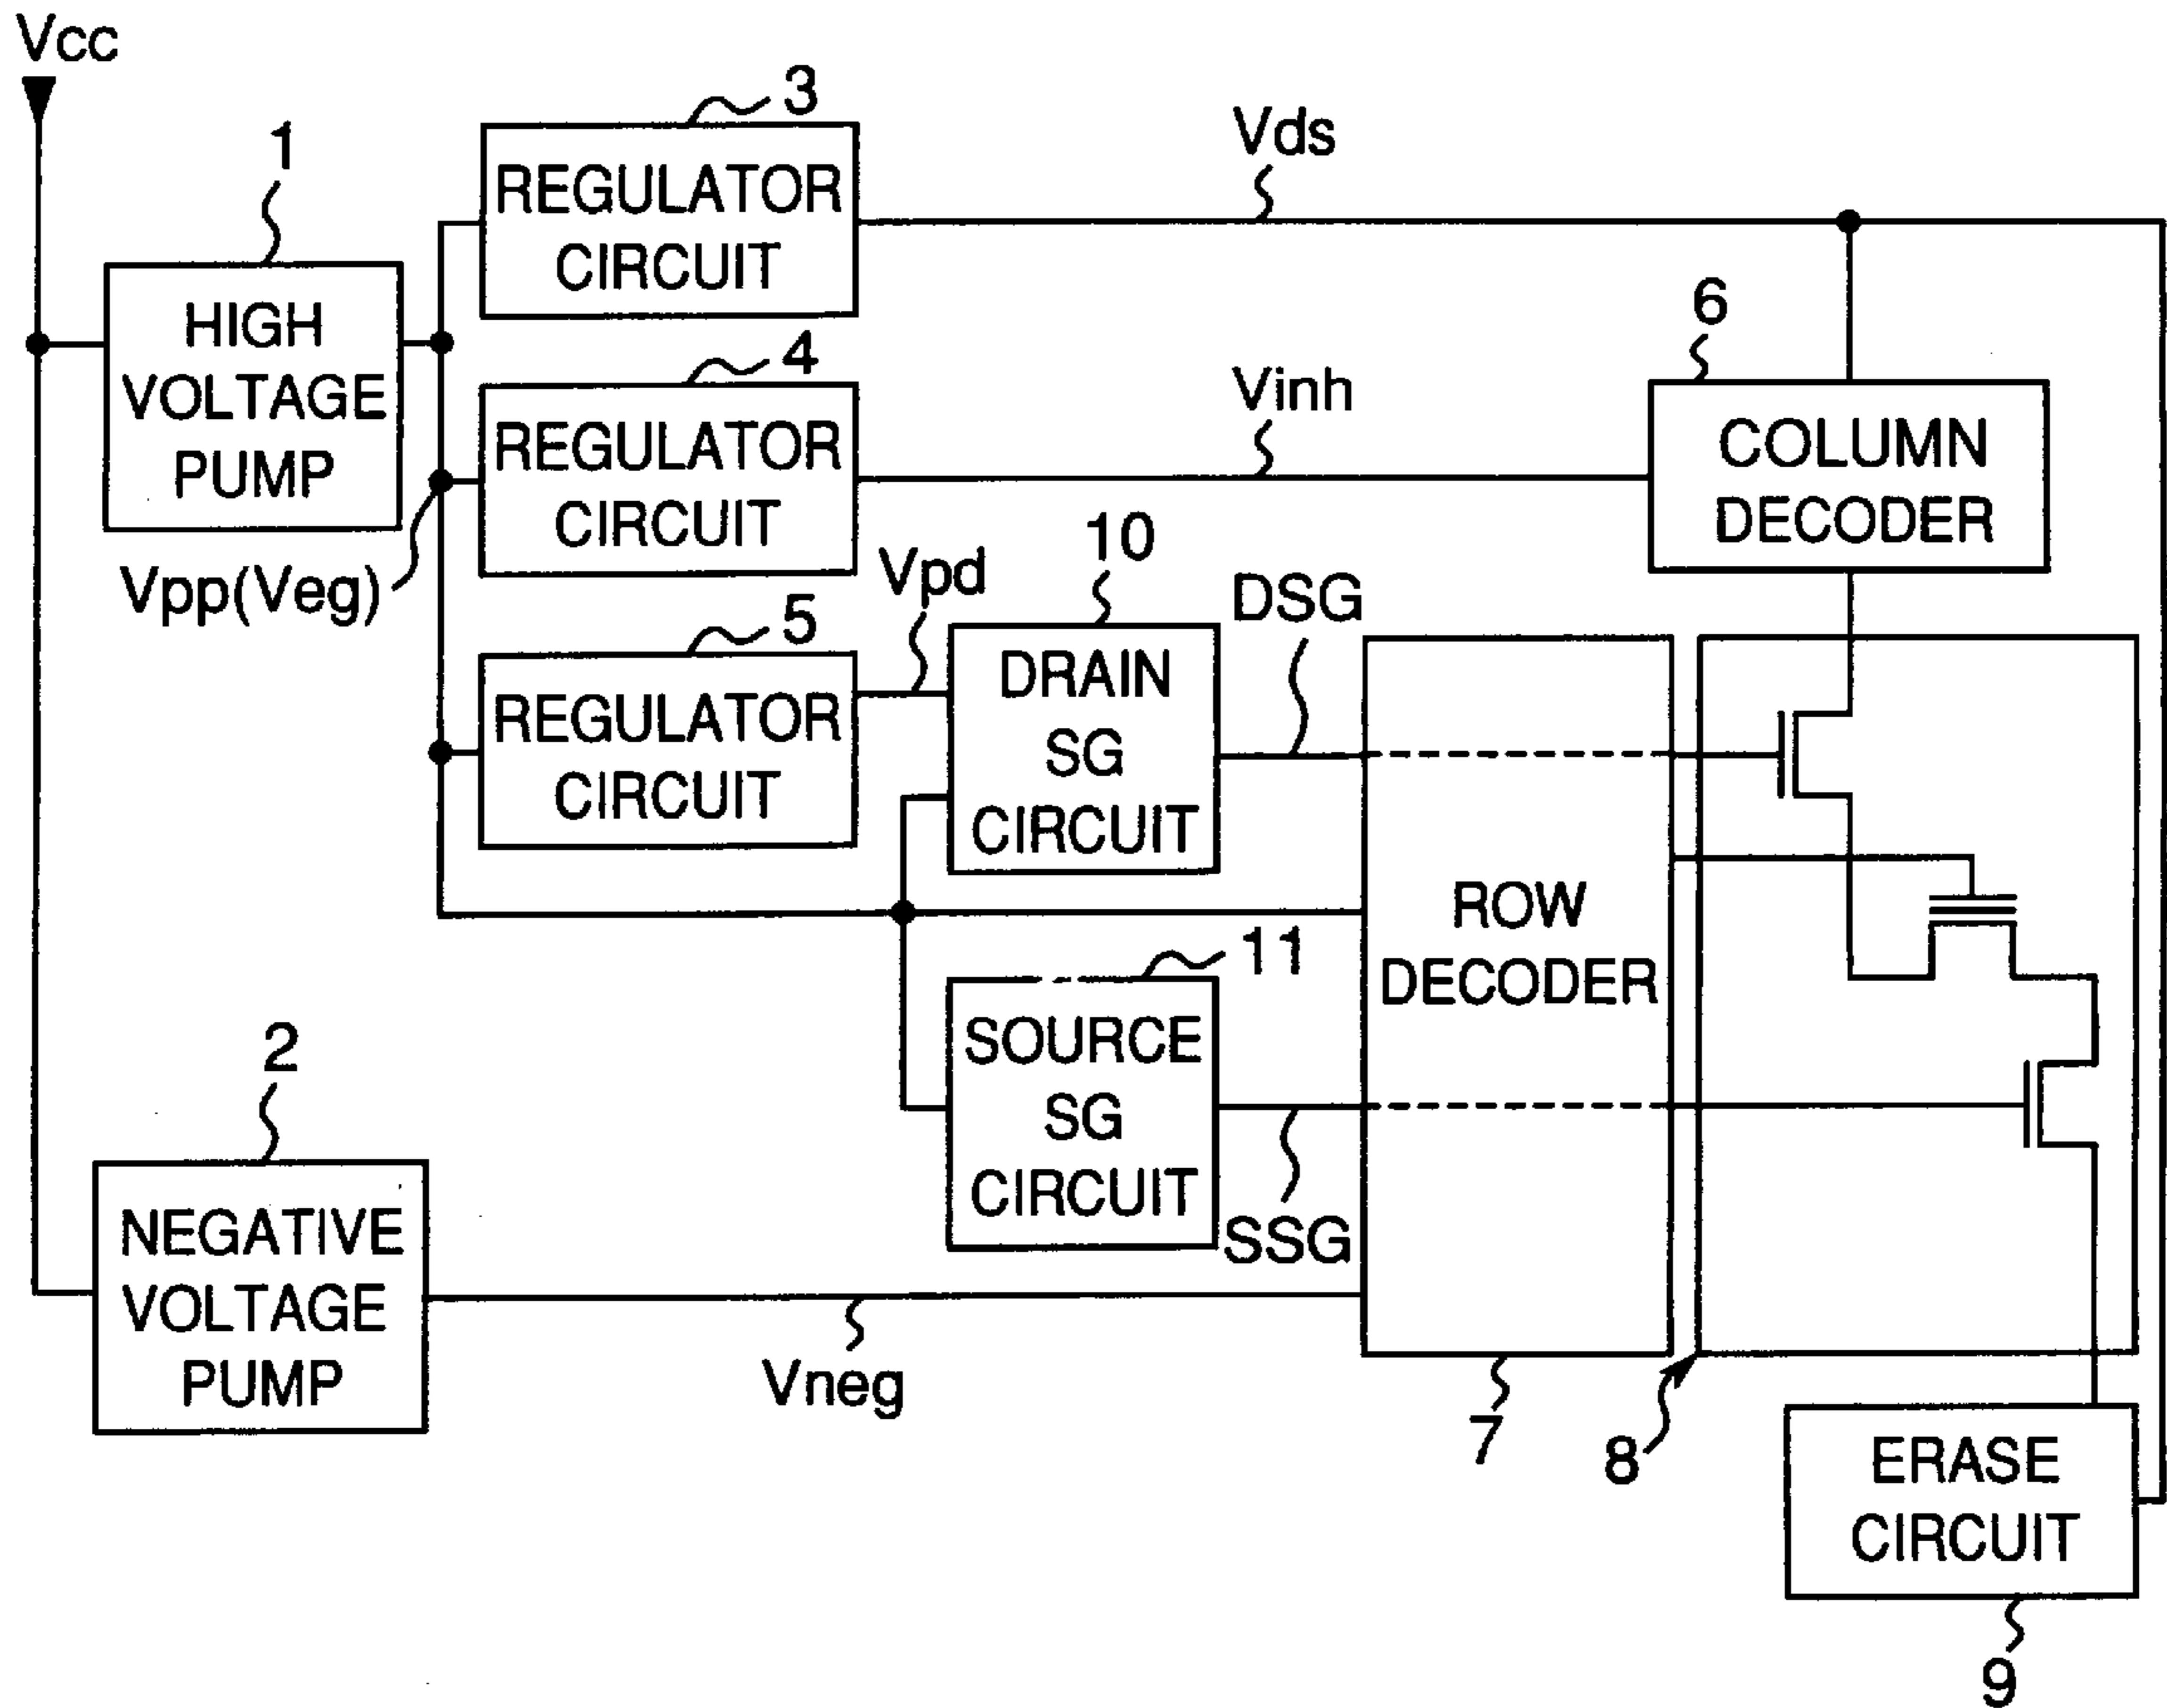 Vcc
3
1
REGULATOR
CIRCUIT
Vds
HIGH
VOLTAGE
PUMP
4
6
REGULATOR
CIRCUIT
Vinh
COLUMN
DECODER
Vpp(Veg)
5
Vpd
10
DSG
REGULATOR
CIRCUIT
DRAIN
SG
CIRCUIT
ROW
DECODER
11
SOURCE
SG
CIRCUIT
SSG
2
NEGATIVE
VOLTAGE
PUMP
Vneg
7
8
ERASE
CIRCUIT
9